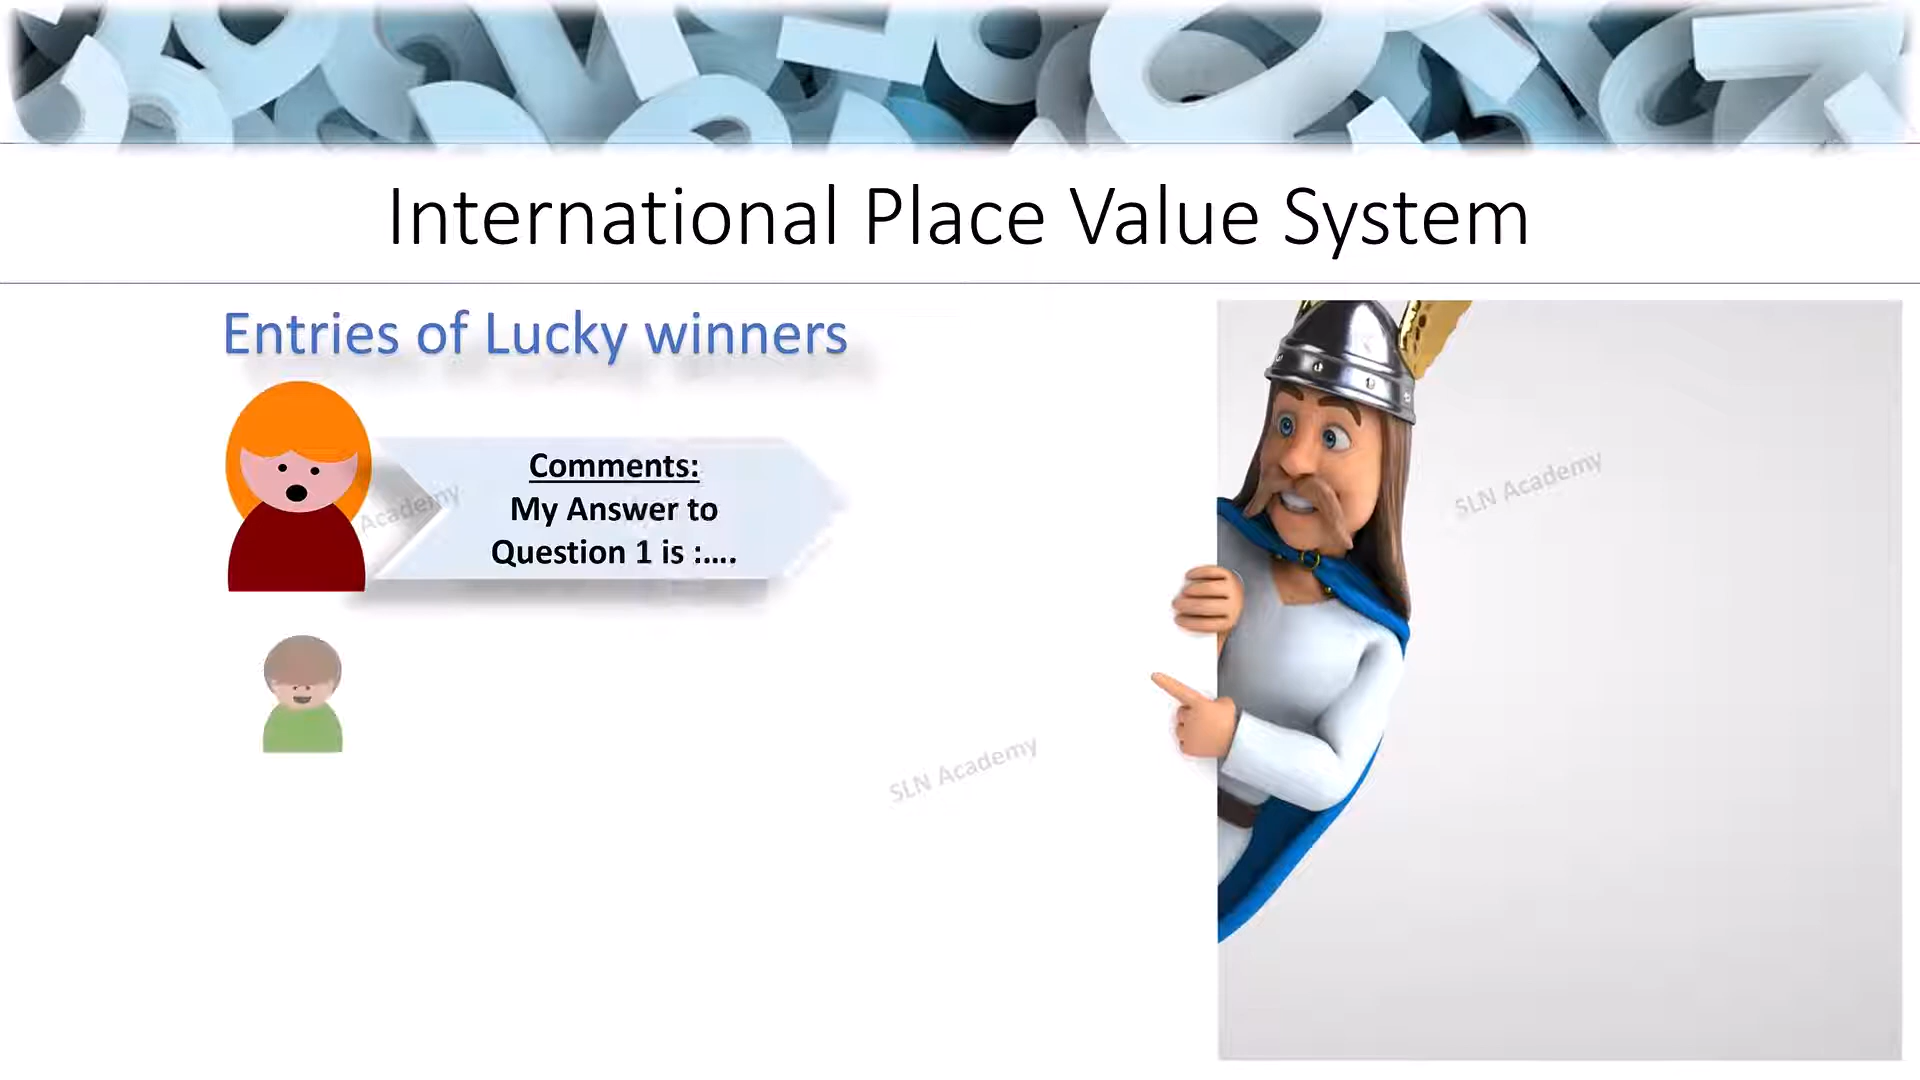 International Place Value System
Entries of Lucky winners
Comments:
My Answer to
Question 1 is :....
Academy
SLN Academy
SLN Academy